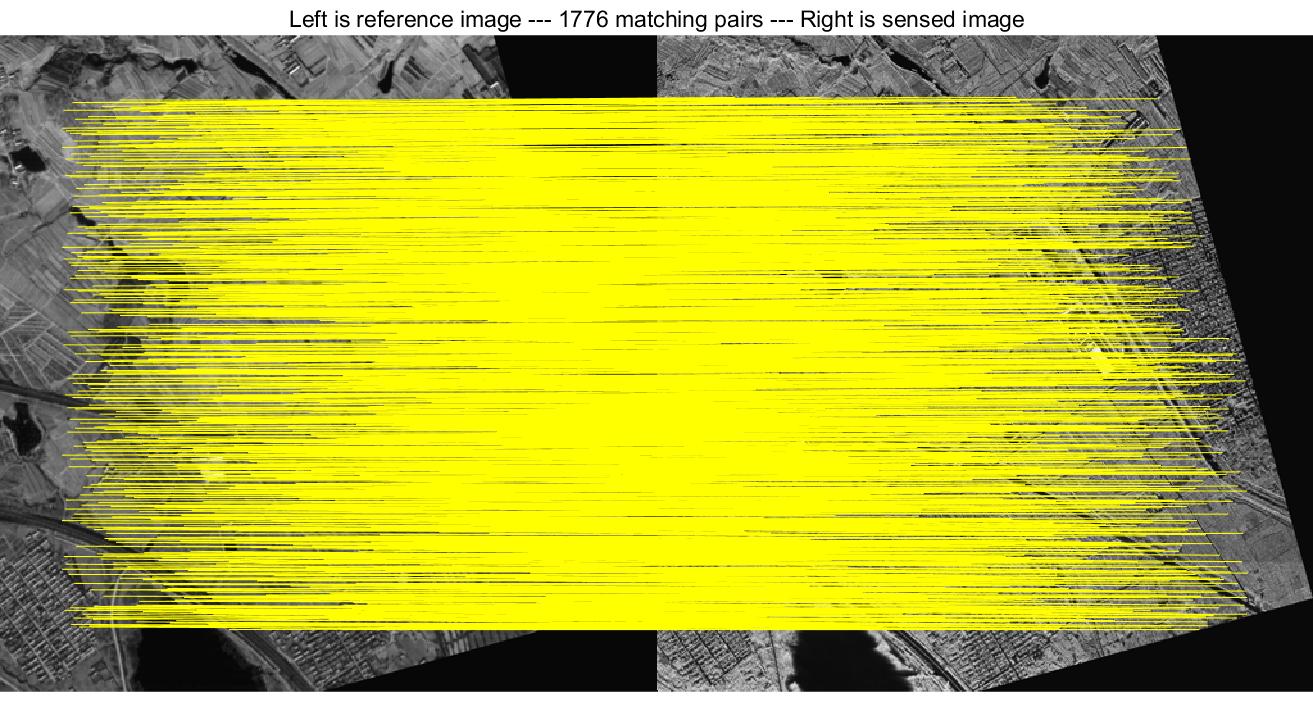 Left is reference image --- 1776 matching pairs --- Right is sensed image